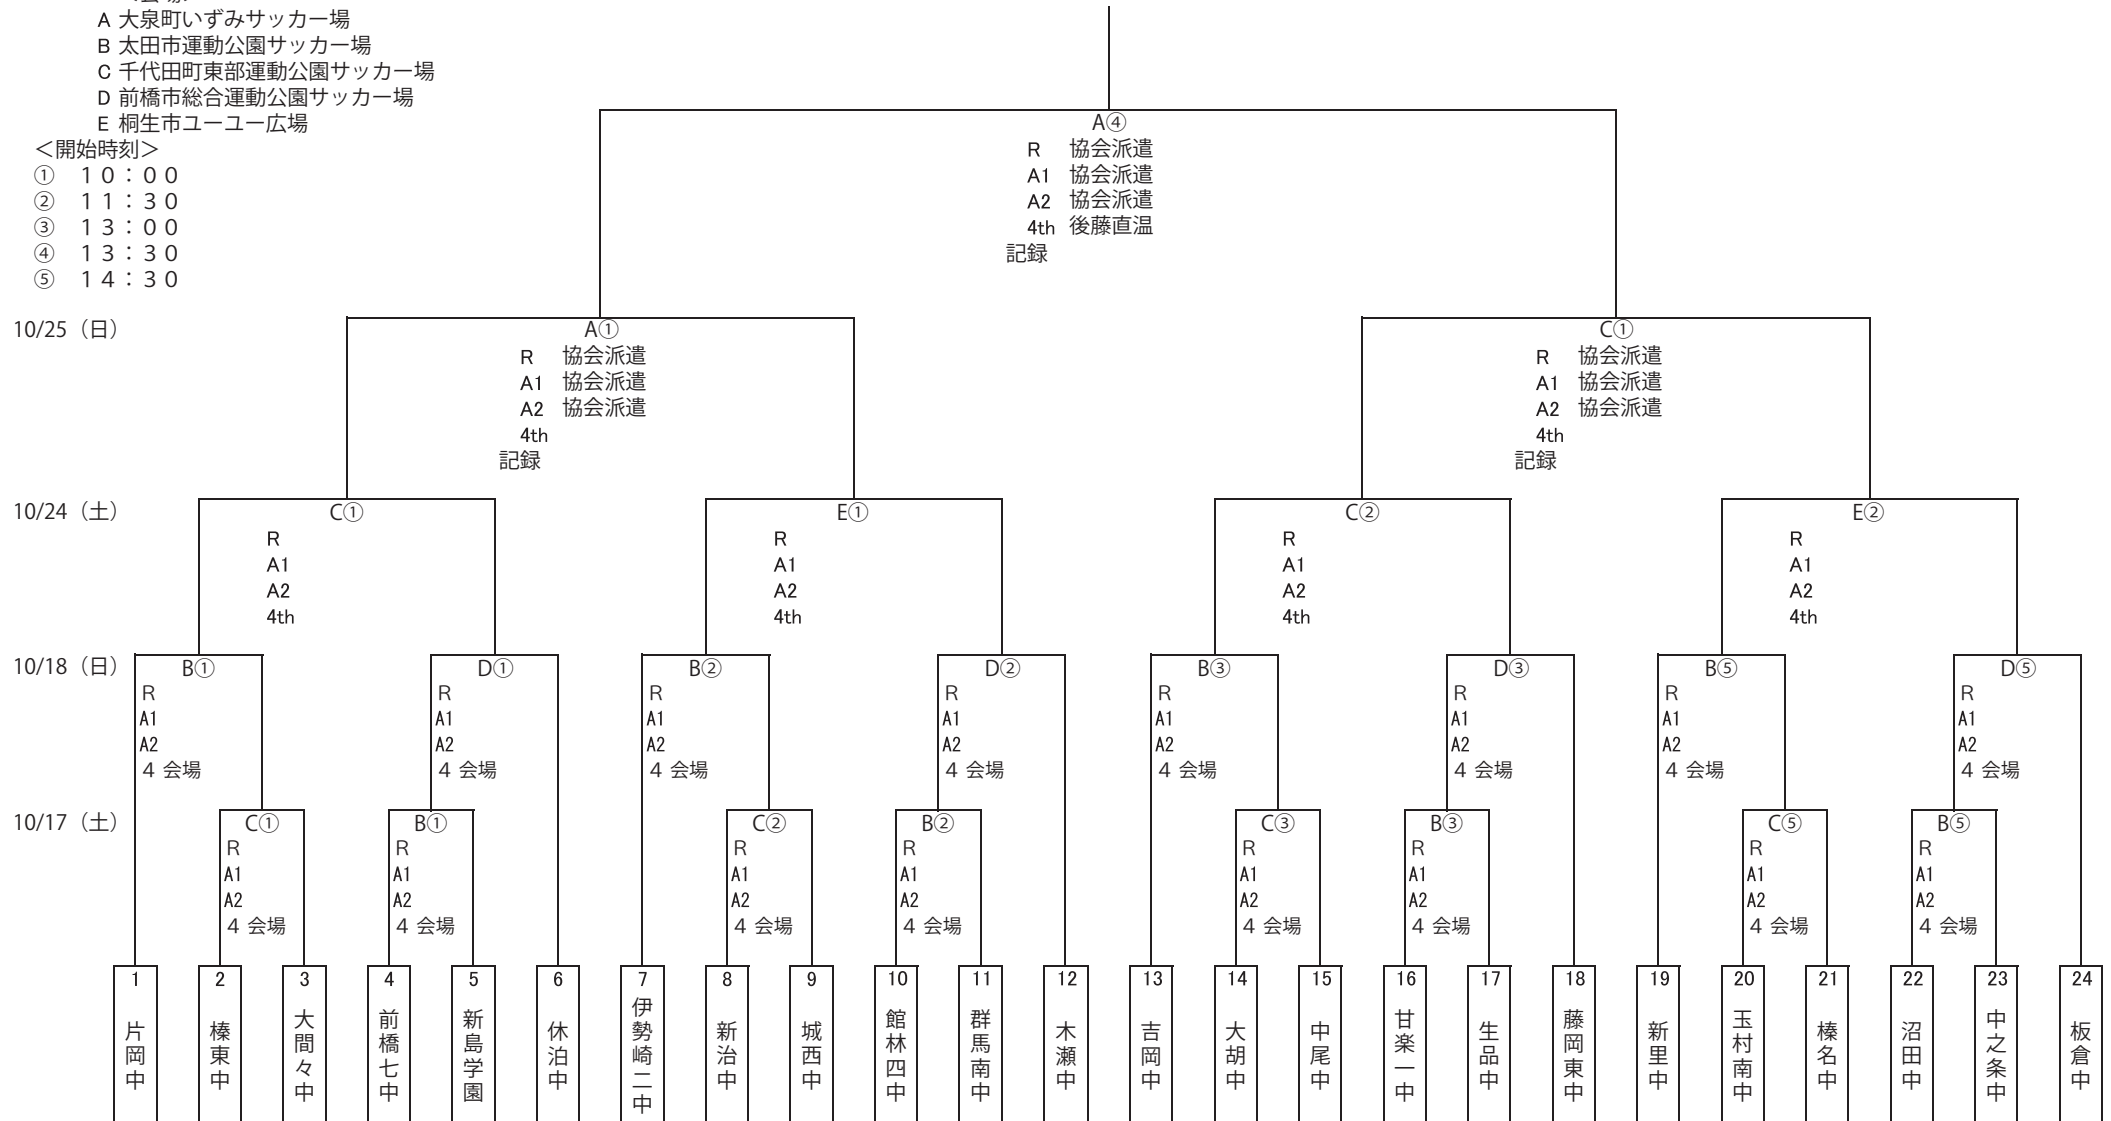 A 大泉町いずみサッカー場
B 太田市運動公園サッカー場
C 千代田町東部運動公園サッカー場
D 前橋市総合運動公園サッカー場
E 桐生市ユーユー広場
＜開始時刻＞
① １０：００
② １１：３０
③ １３：００
④ １３：３０
⑤ １４：３０
A④
R 協会派遣
A1 協会派遣
A2 協会派遣
4th 後藤直温
記録
10/25（日）
A① C①
R 協会派遣 R 協会派遣
A1 協会派遣 A1 協会派遣
A2 協会派遣 A2 協会派遣
4th 4th
記録 記録
10/24（土）
C① E① C② E②
R R R R
A1 A1 A1 A1
A2 A2 A2 A2
4th 4th 4th 4th
10/18（日）
B① D① B② D② B③ D③ B⑤ D⑤
R R R R R R R R
A1 A1 A1 A1 A1 A1 A1 A1
A2 A2 A2 A2 A2 A2 A2 A2
4 会場 4 会場 4 会場 4 会場 4 会場 4 会場 4 会場 4 会場
10/17（土）
C① B① C② B② C③ B③ C⑤ B⑤
R R R R R R R R
A1 A1 A1 A1 A1 A1 A1 A1
A2 A2 A2 A2 A2 A2 A2 A2
4 会場 4 会場 4 会場 4 会場 4 会場 4 会場 4 会場 4 会場
1 2 3 4 5 6 7 8 9 10 11 12 13 14 15 16 17 18 19 20 21 22 23 24
片岡中
榛東中
大間々中
前橋七中
新島学園
休泊中
伊勢崎二中
新治中
城西中
館林四中
群馬南中
木瀬中
吉岡中
大胡中
中尾中
甘楽一中
生品中
藤岡東中
新里中
玉村南中
榛名中
沼田中
中之条中
板倉中